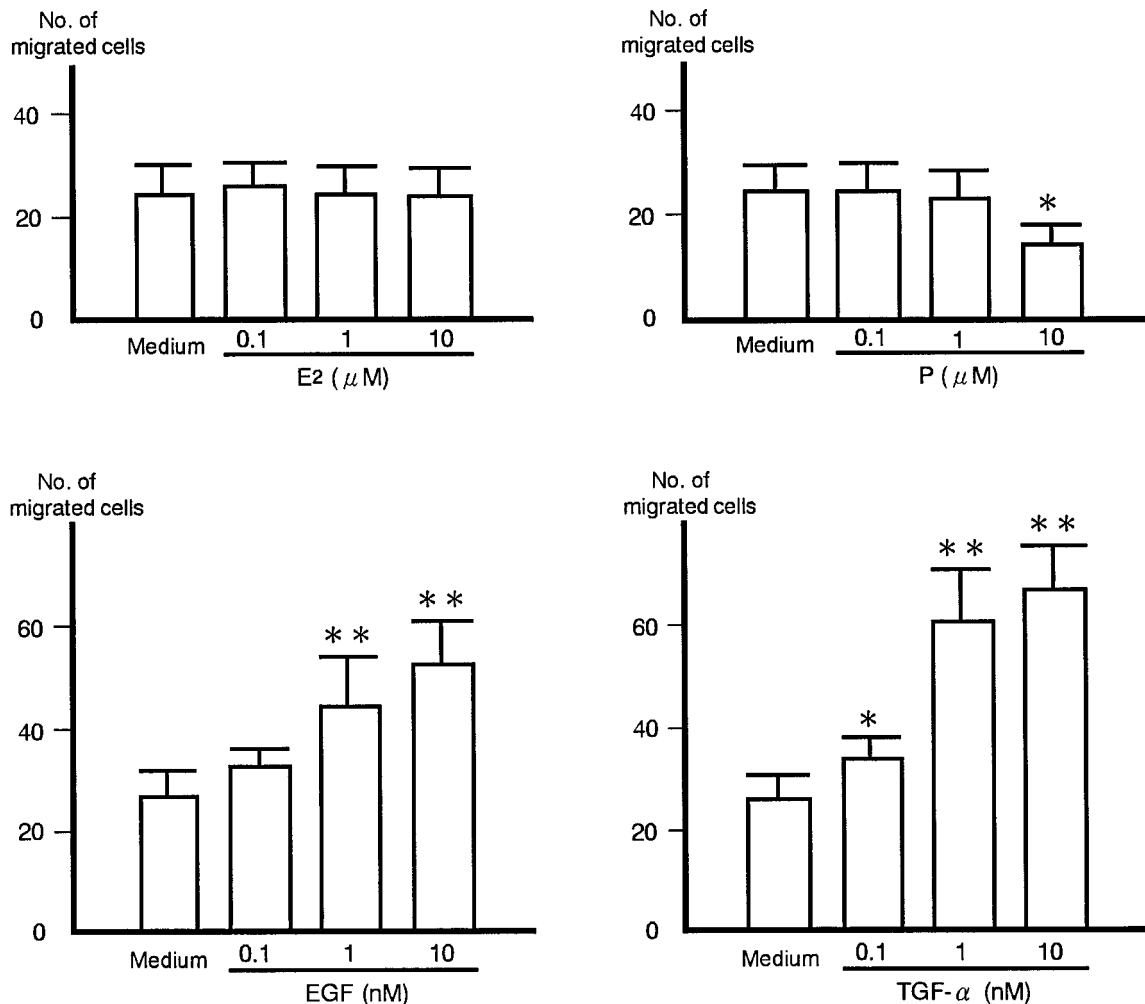 No. of
migrated cells
40
20
0
Medium 0.1 1 10
E2 (μM)
No. of
migrated cells
40
20
0
*
Medium 0.1 1 10
P (μM)
No. of
migrated cells
60
40
20
0
** **
Medium 0.1 1 10
EGF (nM)
No. of
migrated cells
60
40
20
0
* ** **
Medium 0.1 1 10
TGF-α (nM)